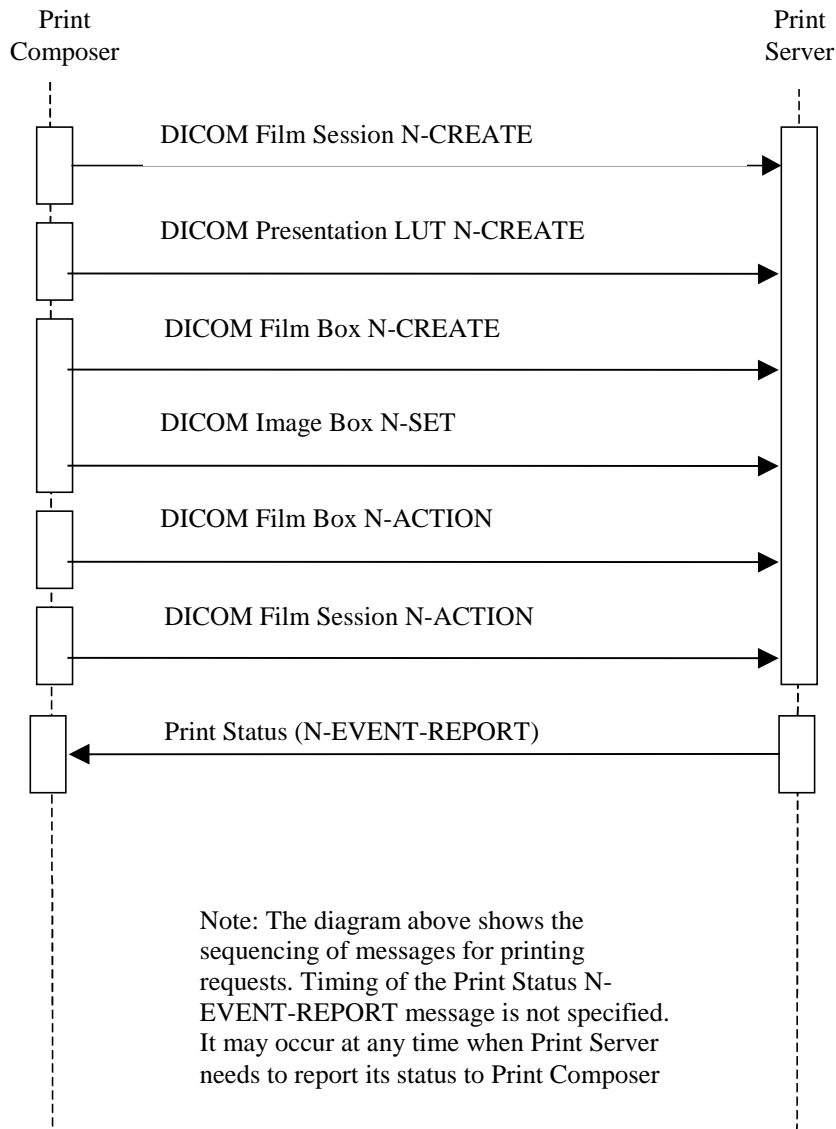 Print
Composer
Print
Server
DICOM Film Session N-CREATE
DICOM Presentation LUT N-CREATE
DICOM Film Box N-CREATE
DICOM Image Box N-SET
DICOM Film Box N-ACTION
DICOM Film Session N-ACTION
Print Status (N-EVENT-REPORT)
Note: The diagram above shows the
sequencing of messages for printing
requests. Timing of the Print Status N-
EVENT-REPORT message is not specified.
It may occur at any time when Print Server
needs to report its status to Print Composer